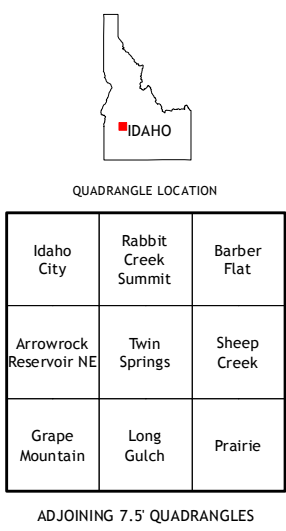 IDAHO
QUADRANGLE LOCATION
Idaho
City
Rabbit
Creek
Summit
Barber
Flat
Arrowrock
Reservoir NE
Twin
Springs
Sheep
Creek
Grape
Mountain
Long
Gulch
Prairie
ADJOINING 7.5' QUADRANGLES